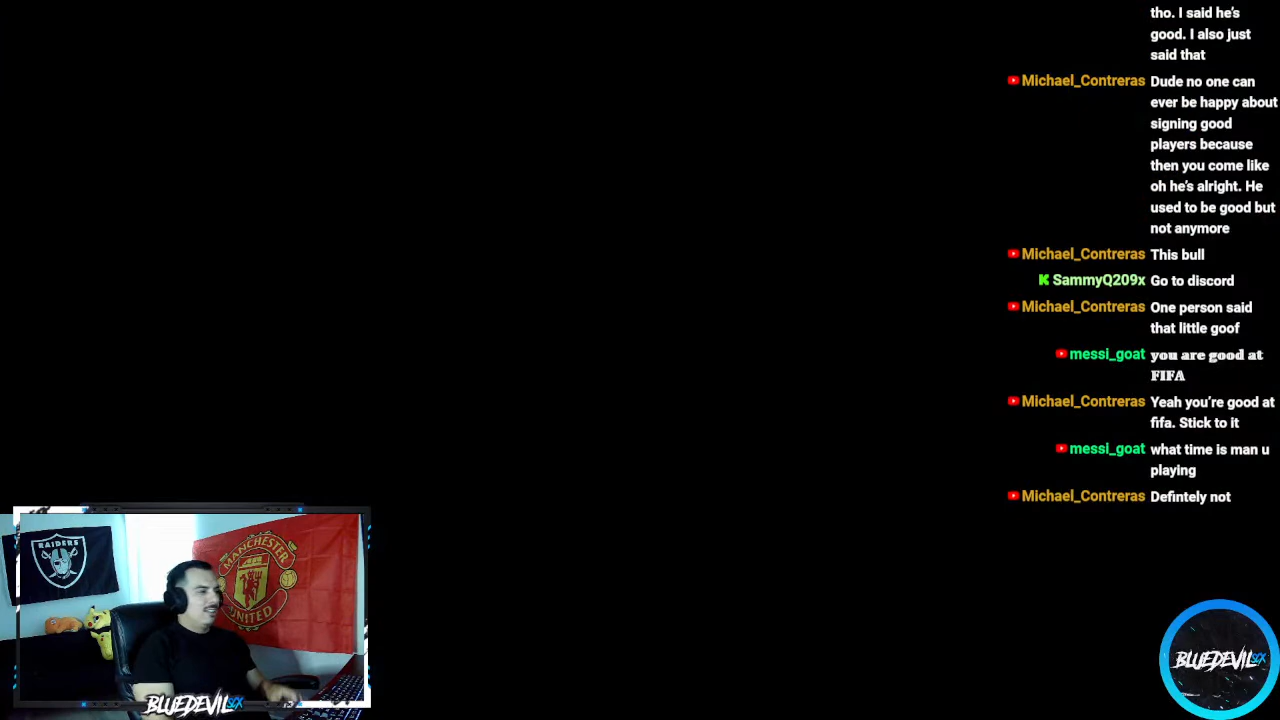 tho. I said he's
good. I also just
said that
Michael_Contreras Dude no one can
ever be happy about
signing good
players because
then you come like
oh he's alright. He
used to be good but
not anymore
Michael_Contreras This bull
SammyQ209x Go to discord
Michael_Contreras One person said
that little goof
messi_goat 𝖞𝖔𝖚 𝖆𝖗𝖊 𝖌𝖔𝖔𝖉 𝖆𝖙
𝕱𝕴𝕱𝕬
Michael_Contreras Yeah you're good at
fifa. Stick to it
messi_goat what time is man u
playing
Michael_Contreras Defintely not
RAIDERS
MANCHESTER
UNITED
BLUEDEVILSCX
BLUEDEVILSCX